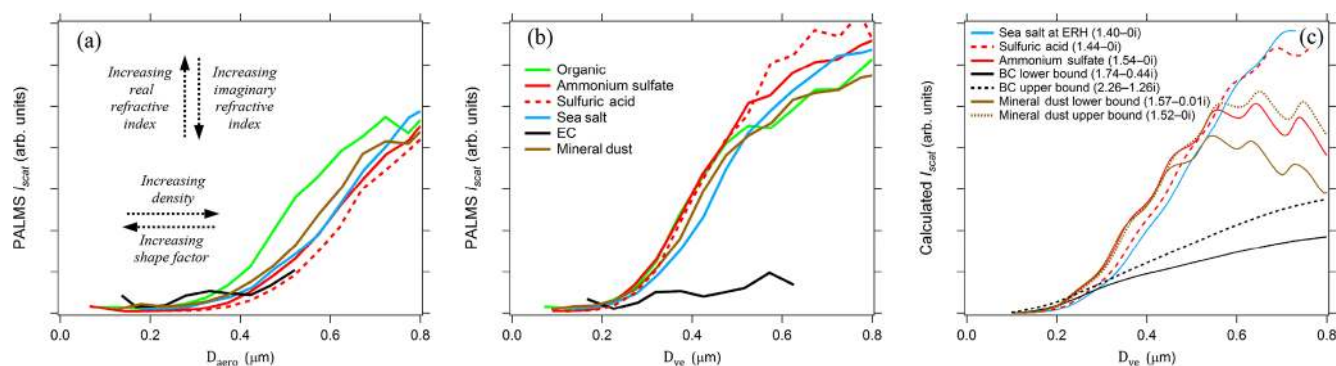 (a)
Increasing
real
refractive
index
Increasing
imaginary
refractive
index
Increasing
density
Increasing
shape factor
PALMS I_scat (arb. units)
0.0 0.2 0.4 0.6 0.8
D_aero (μm)
(b)
Organic
Ammonium sulfate
Sulfuric acid
Sea salt
EC
Mineral dust
PALMS I_scat (arb. units)
0.0 0.2 0.4 0.6 0.8
D_ve (μm)
(c)
Sea salt at ERH (1.40–0i)
Sulfuric acid (1.44–0i)
Ammonium sulfate (1.54–0i)
BC lower bound (1.74–0.44i)
BC upper bound (2.26–1.26i)
Mineral dust lower bound (1.57–0.01i)
Mineral dust upper bound (1.52–0i)
Calculated I_scat (arb. units)
0.0 0.2 0.4 0.6 0.8
D_ve (μm)